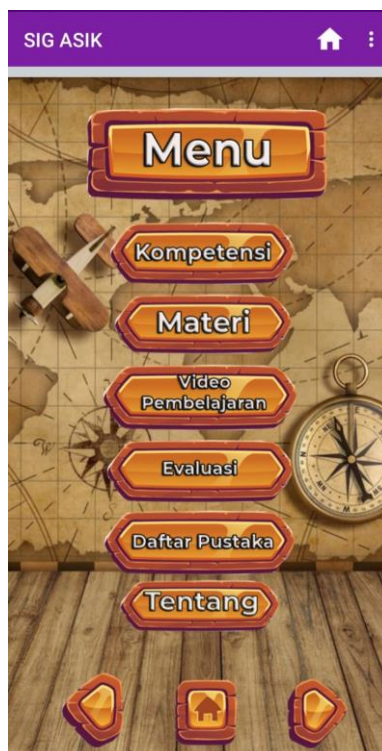 SIG ASIK
Menu
Kompetensi
Materi
Video
Pembelajaran
Evaluasi
Daftar Pustaka
Tentang